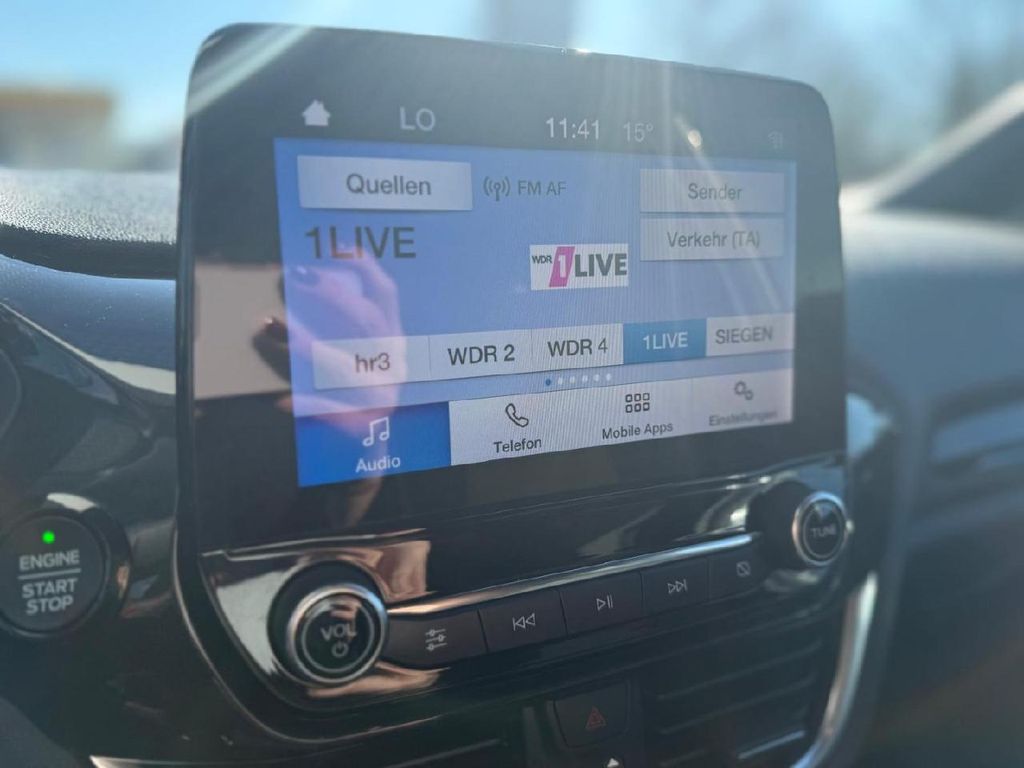 LO 11:41 15°
Quellen FM AF Sender
Verkehr (TA)
1LIVE
WDR 1LIVE
hr3 WDR 2 WDR 4 1LIVE SIEGEN
Audio Telefon Mobile Apps Einstellungen
ENGINE
START
STOP
VOL
TUNE